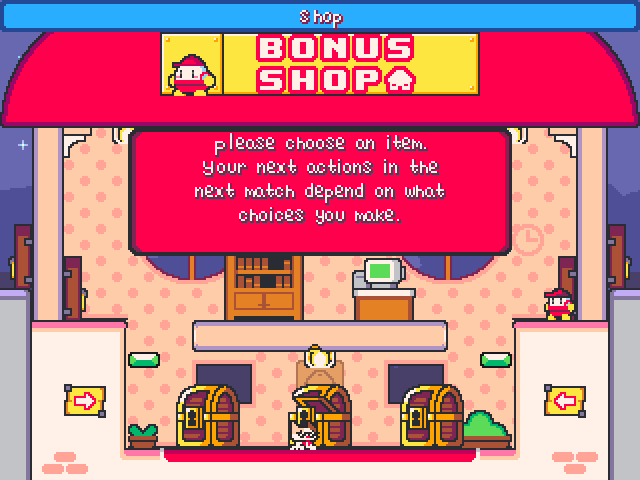 Shop
BONUS
SHOP
please choose an item.
Your next actions in the
next match depend on what
choices you make.